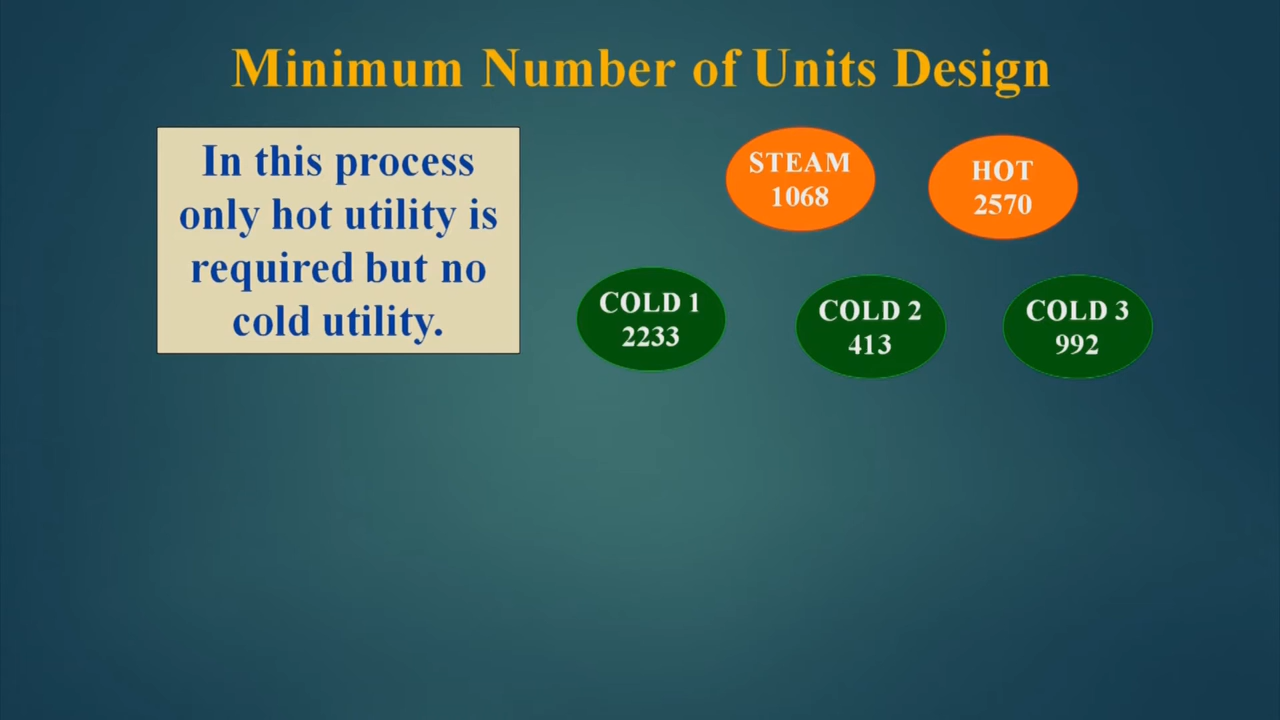 Minimum Number of Units Design
In this process
only hot utility is
required but no
cold utility.
STEAM
1068
HOT
2570
COLD 1
2233
COLD 2
413
COLD 3
992